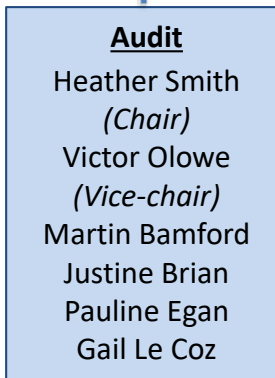 Audit
Heather Smith
(Chair)
Victor Olowe
(Vice-chair)
Martin Bamford
Justine Brian
Pauline Egan
Gail Le Coz